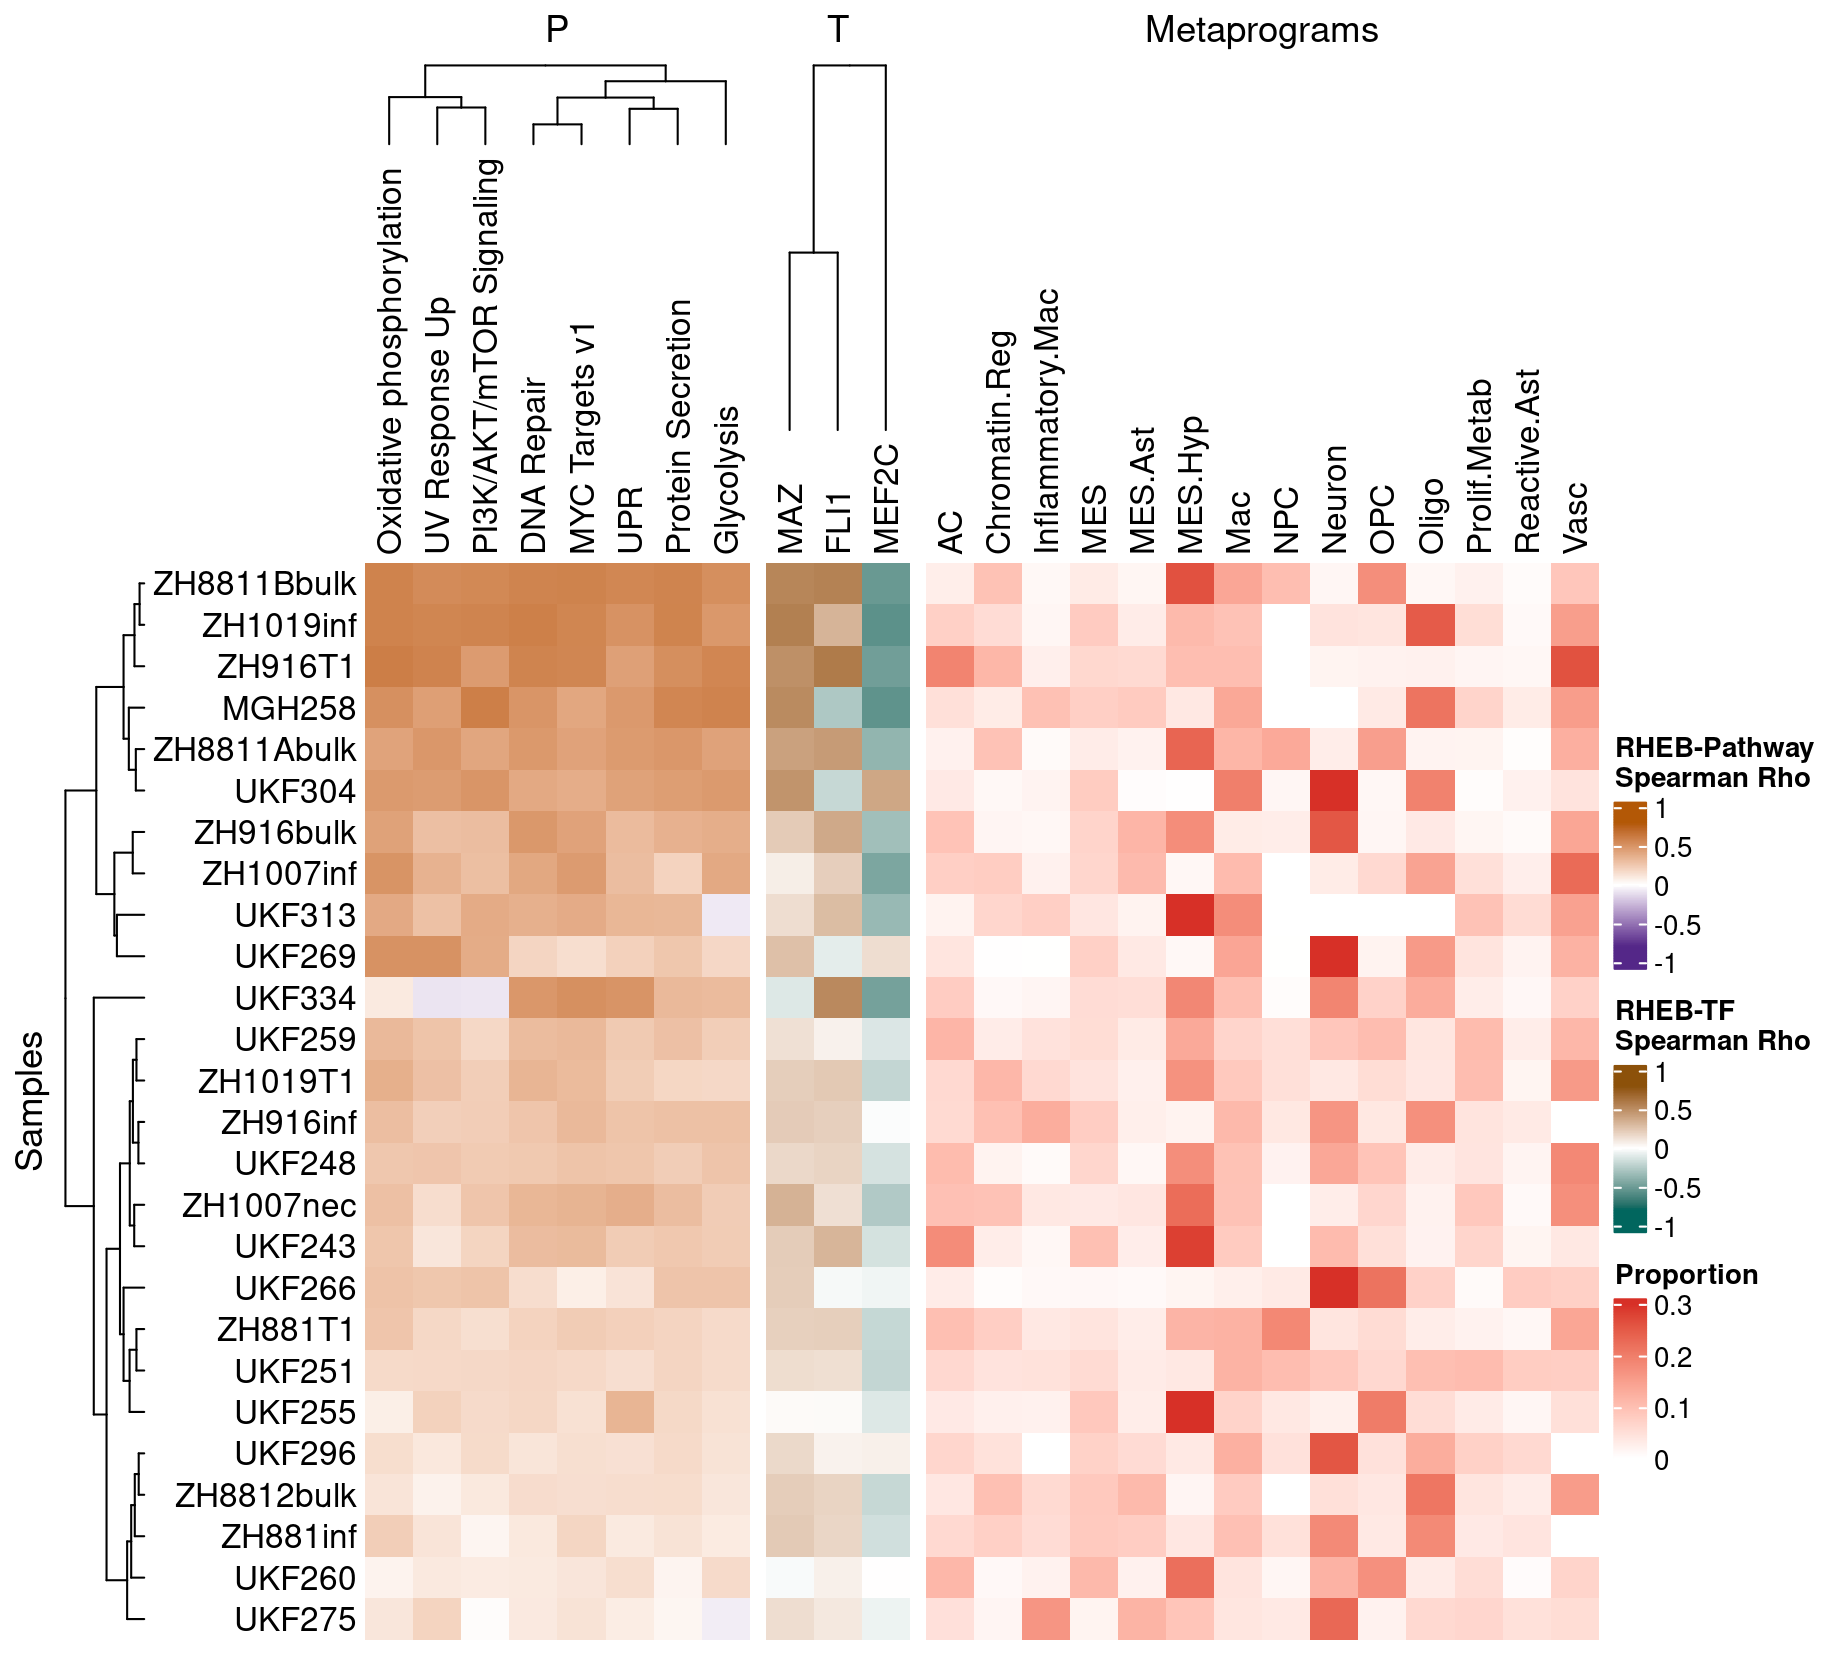 P
T
Metaprograms
Oxidative phosphorylation
UV Response Up
PI3K/AKT/mTOR Signaling
DNA Repair
MYC Targets v1
UPR
Protein Secretion
Glycolysis
MAZ
FLI1
MEF2C
AC
Chromatin.Reg
Inflammatory.Mac
MES
MES.Ast
MES.Hyp
Mac
NPC
Neuron
OPC
Oligo
Prolif.Metab
Reactive.Ast
Vasc
Samples
ZH8811Bbulk
ZH1019inf
ZH916T1
MGH258
ZH8811Abulk
UKF304
ZH916bulk
ZH1007inf
UKF313
UKF269
UKF334
UKF259
ZH1019T1
ZH916inf
UKF248
ZH1007nec
UKF243
UKF266
ZH881T1
UKF251
UKF255
UKF296
ZH8812bulk
ZH881inf
UKF260
UKF275
RHEB-Pathway
Spearman Rho
1
0.5
0
-0.5
-1
RHEB-TF
Spearman Rho
1
0.5
0
-0.5
-1
Proportion
0.3
0.2
0.1
0